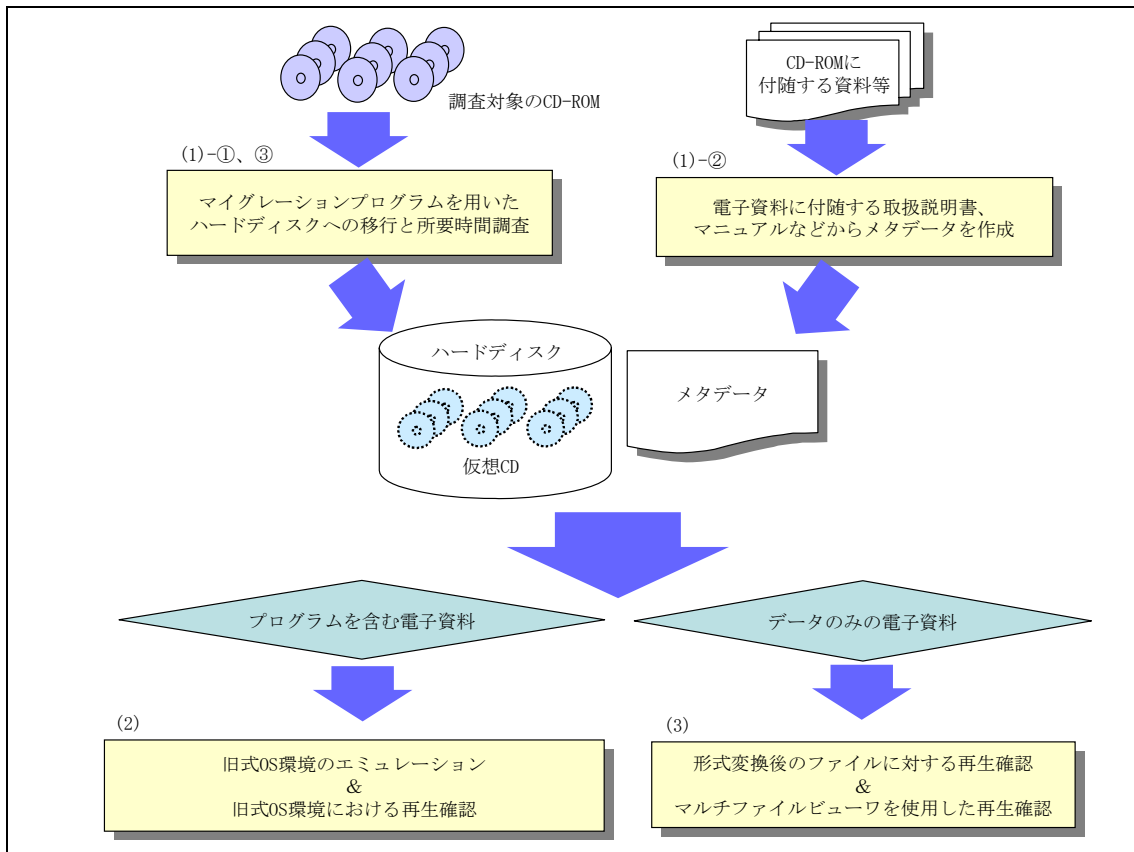 調査対象のCD-ROM
CD-ROMに
付随する資料等
(1)-①、③
マイグレーションプログラムを用いた
ハードディスクへの移行と所要時間調査
(1)-②
電子資料に付随する取扱説明書、
マニュアルなどからメタデータを作成
ハードディスク
仮想CD
メタデータ
プログラムを含む電子資料
データのみの電子資料
(2)
旧式OS環境のエミュレーション
&
旧式OS環境における再生確認
(3)
形式変換後のファイルに対する再生確認
&
マルチファイルビューワを使用した再生確認